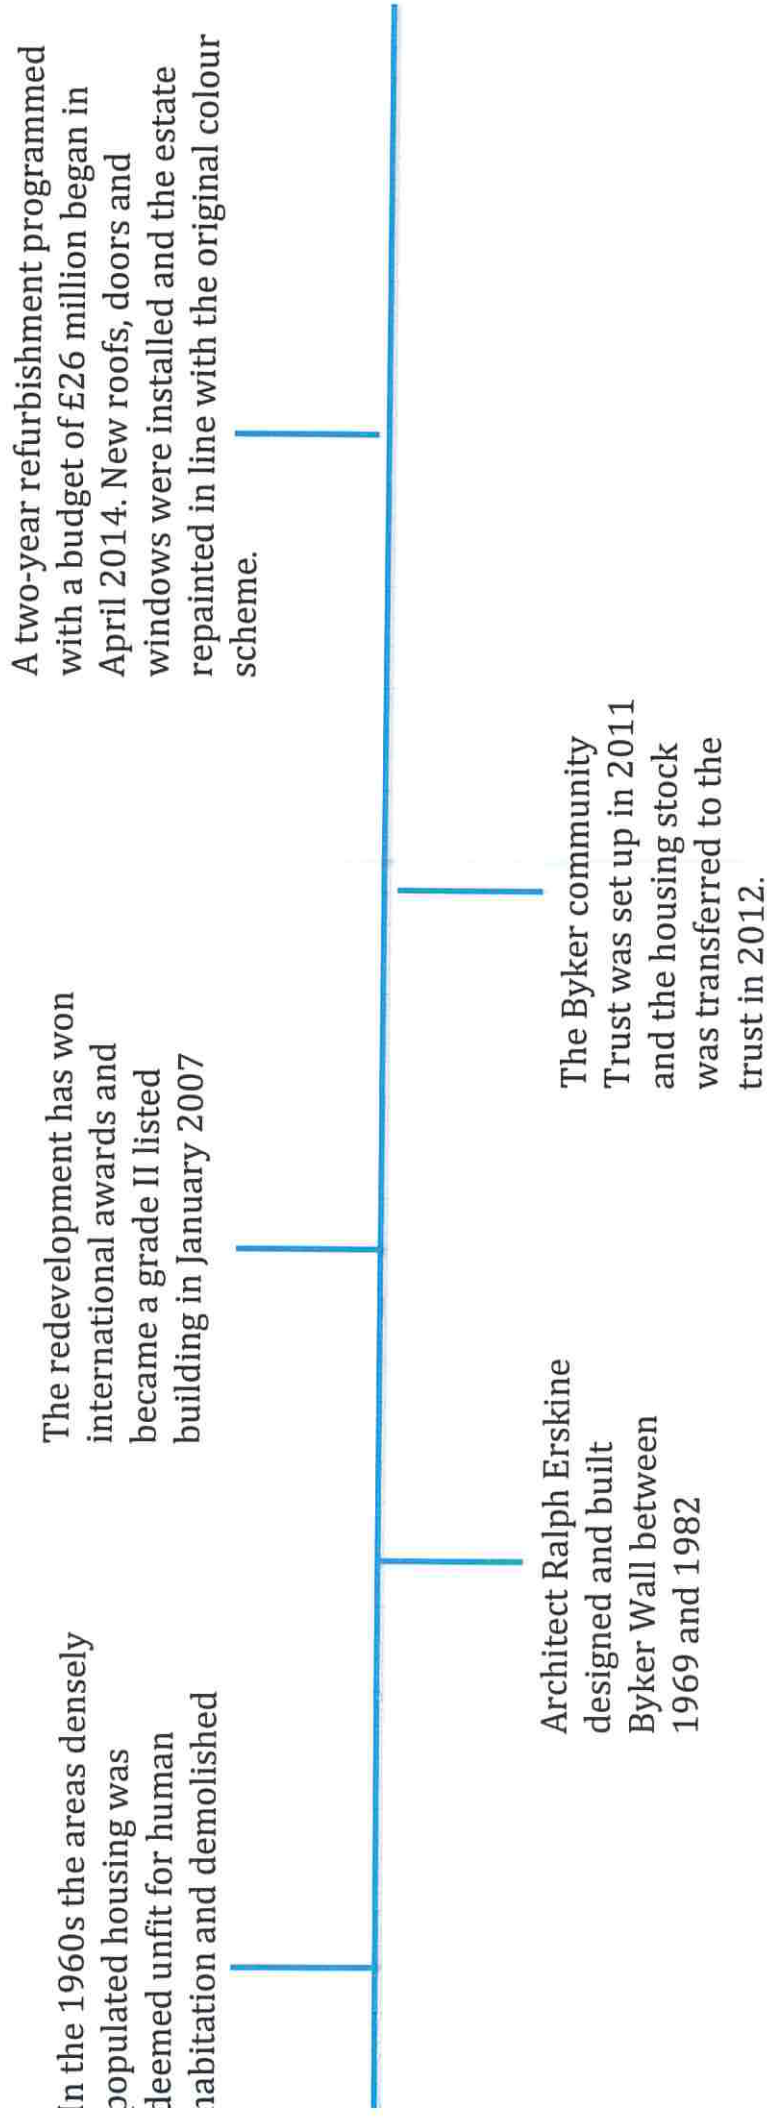 In the 1960s the areas densely
populated housing was
deemed unfit for human
habitation and demolished
Architect Ralph Erskine
designed and built
Byker Wall between
1969 and 1982
The redevelopment has won
international awards and
became a grade II listed
building in January 2007
The Byker community
Trust was set up in 2011
and the housing stock
was transferred to the
trust in 2012.
A two-year refurbishment programmed
with a budget of £26 million began in
April 2014. New roofs, doors and
windows were installed and the estate
repainted in line with the original colour
scheme.